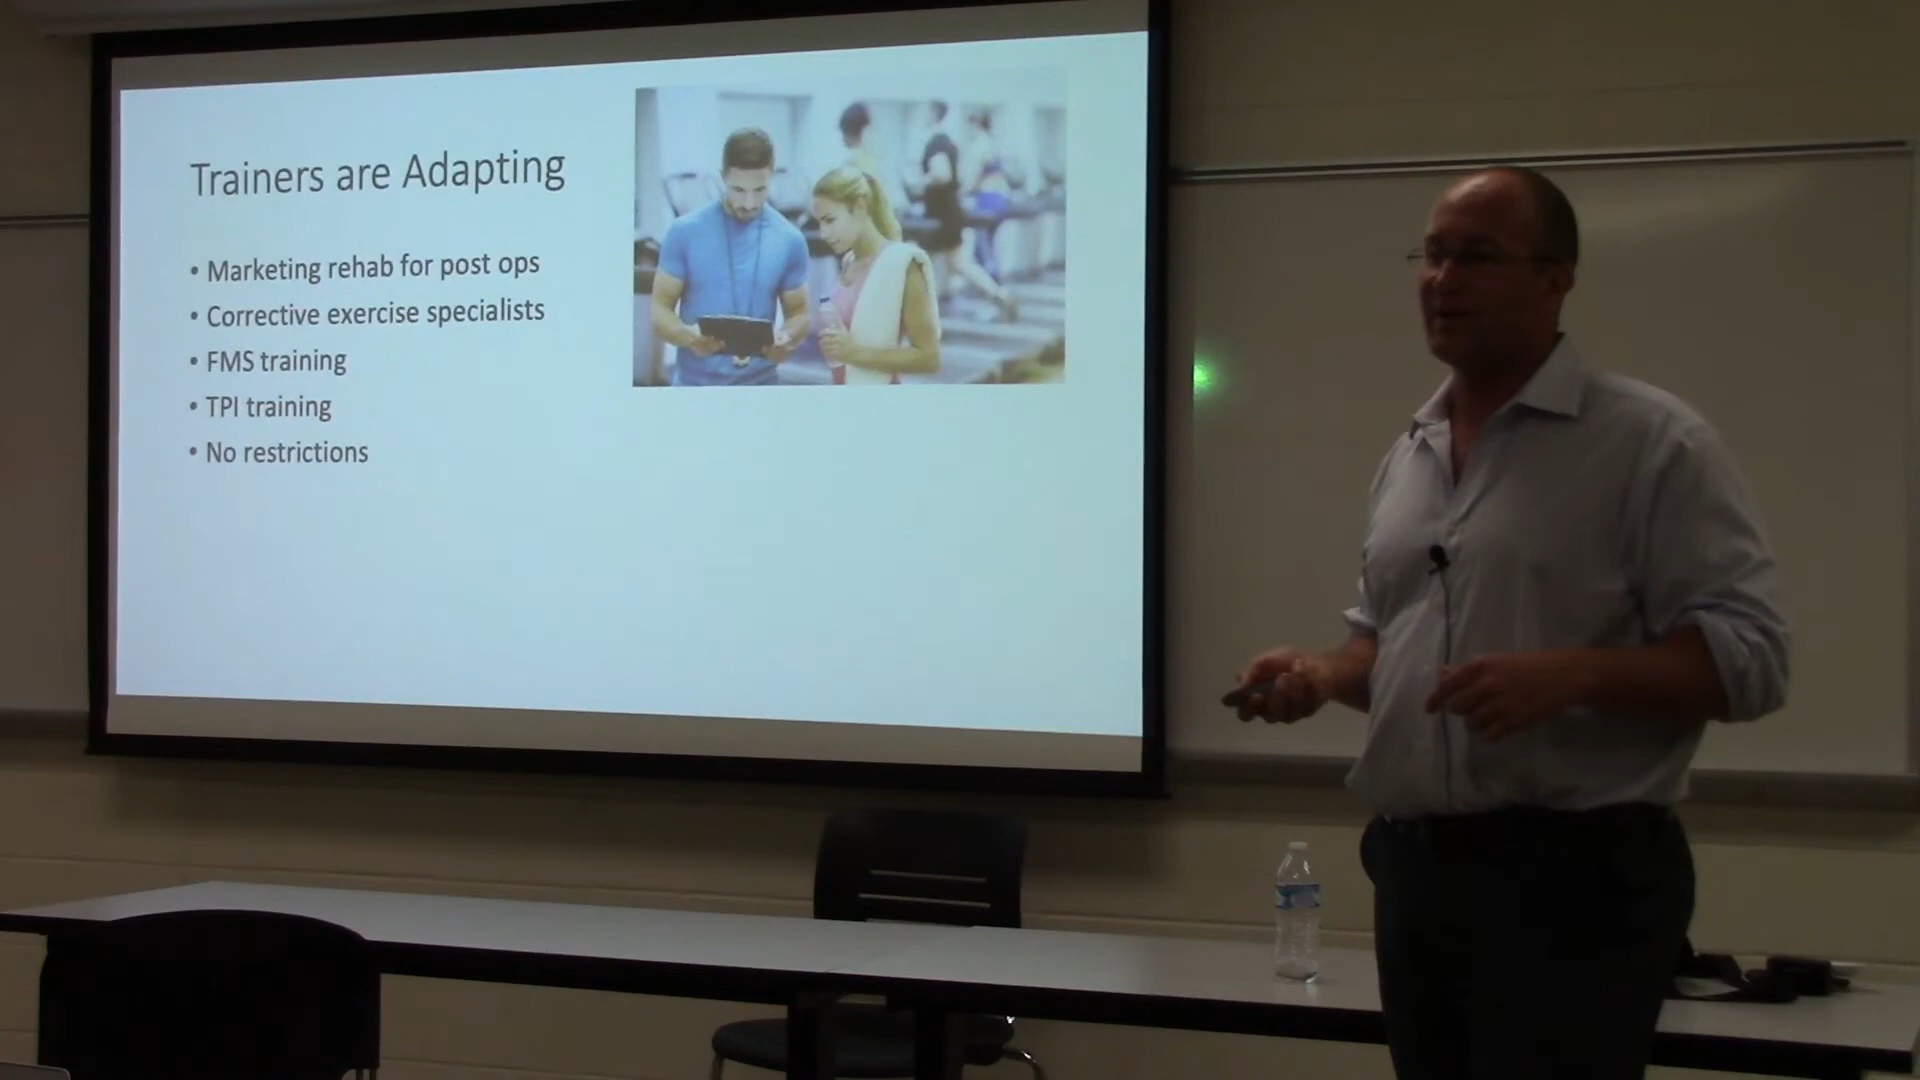 Trainers are Adapting
• Marketing rehab for post ops
• Corrective exercise specialists
• FMS training
• TPI training
• No restrictions